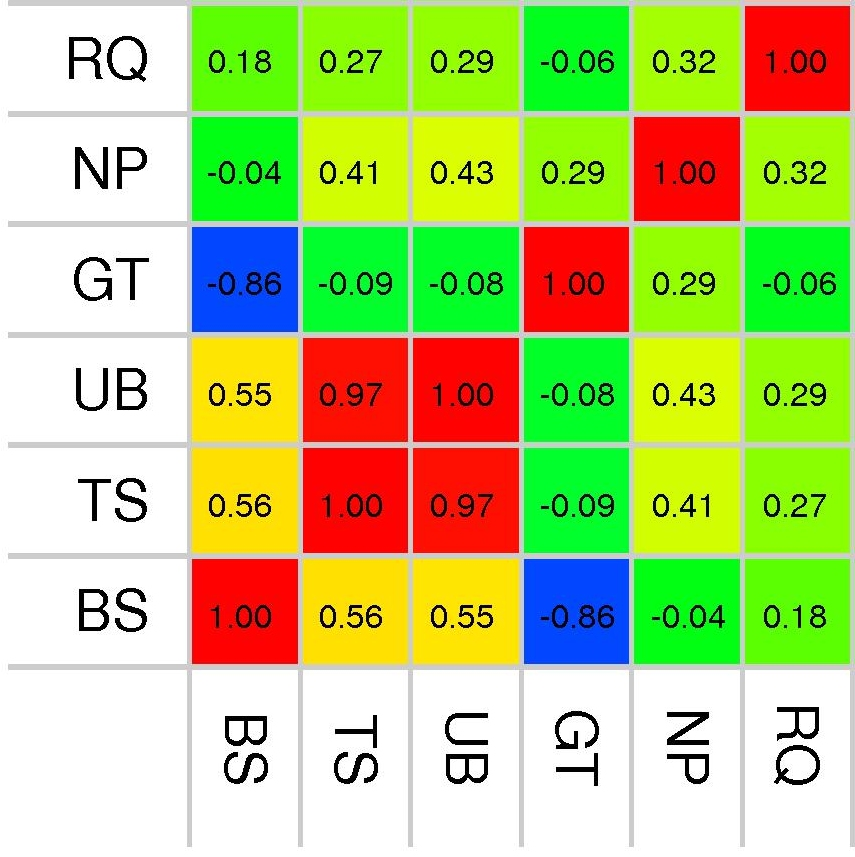 RQ 0.18 0.27 0.29 -0.06 0.32 1.00
NP -0.04 0.41 0.43 0.29 1.00 0.32
GT -0.86 -0.09 -0.08 1.00 0.29 -0.06
UB 0.55 0.97 1.00 -0.08 0.43 0.29
TS 0.56 1.00 0.97 -0.09 0.41 0.27
BS 1.00 0.56 0.55 -0.86 -0.04 0.18
BS TS UB GT NP RQ